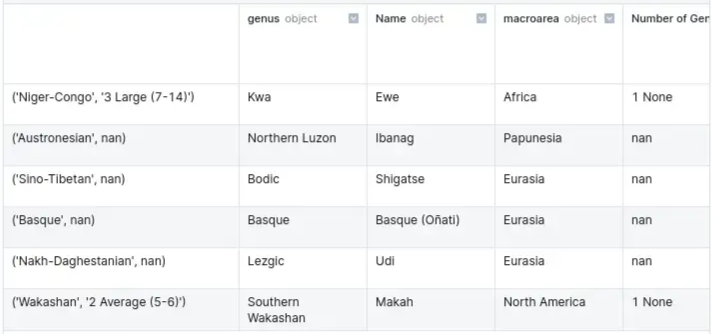 genus object Name object macroarea object Number of Gen
('Niger-Congo', '3 Large (7-14)') Kwa Ewe Africa 1 None
('Austronesian', nan) Northern Luzon Ibanag Papunesia nan
('Sino-Tibetan', nan) Bodic Shigatse Eurasia nan
('Basque', nan) Basque Basque (Oñati) Eurasia nan
('Nakh-Daghestanian', nan) Lezgic Udi Eurasia nan
('Wakashan', '2 Average (5-6)') Southern Makah North America 1 None
Wakashan